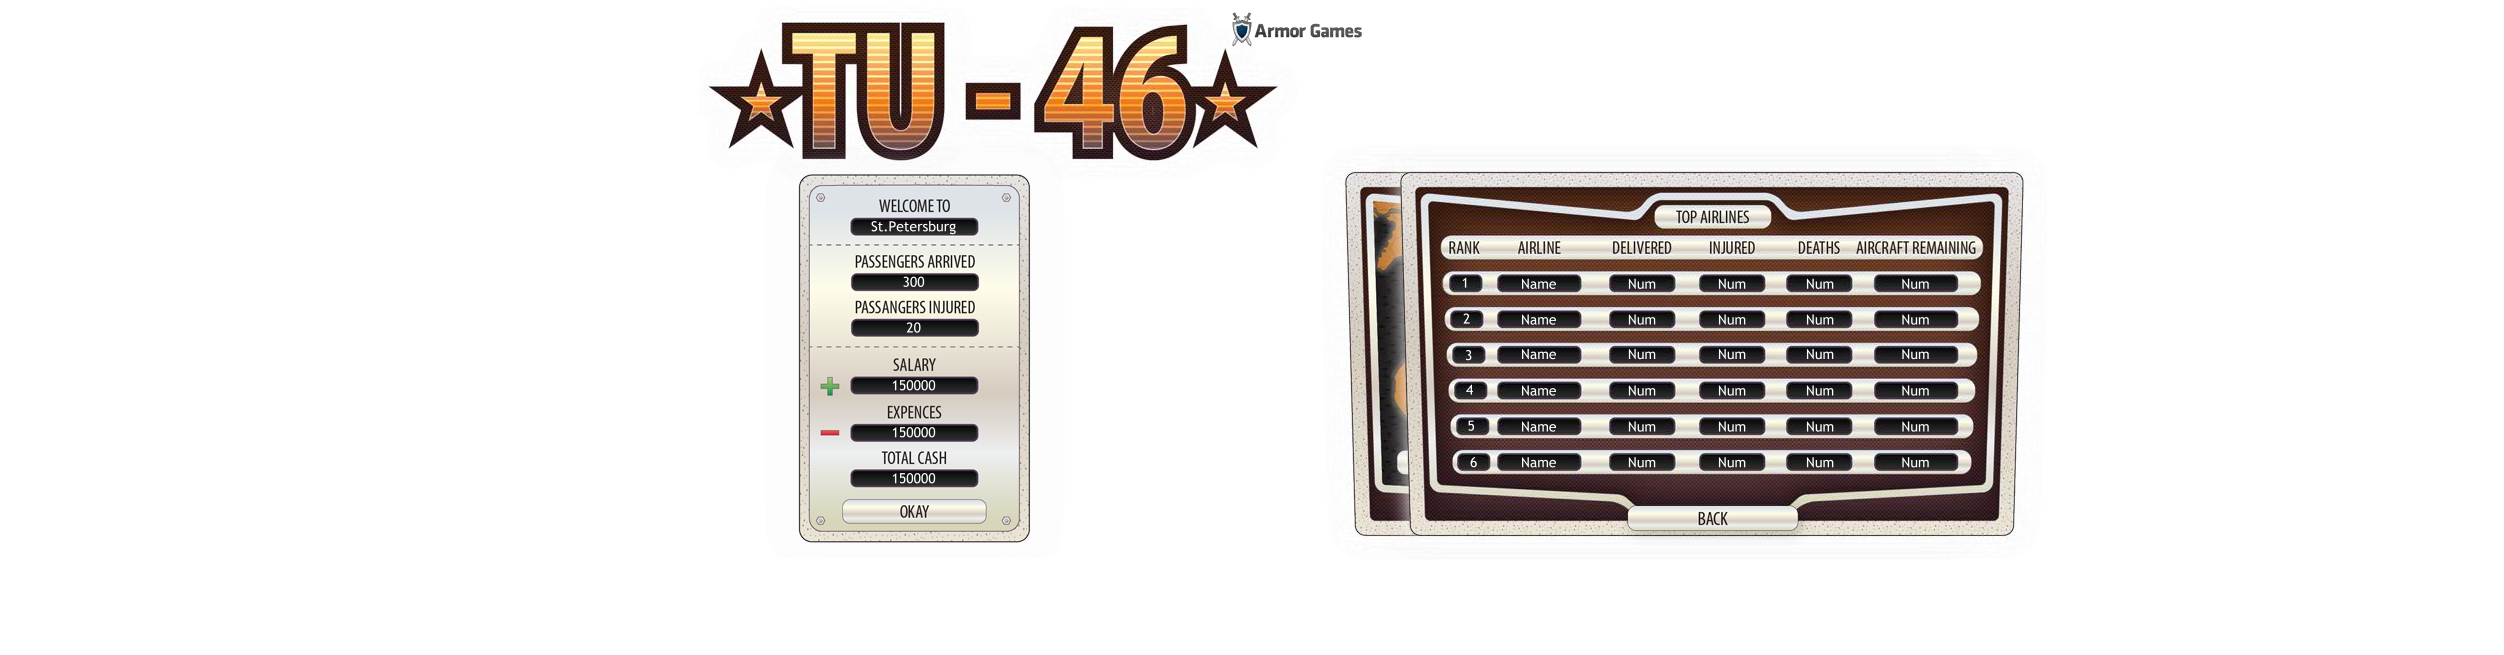 TU - 46
Armor Games
WELCOME TO
St.Petersburg
PASSENGERS ARRIVED
300
PASSANGERS INJURED
20
SALARY
150000
EXPENCES
150000
TOTAL CASH
150000
OKAY
TOP AIRLINES
RANK AIRLINE DELIVERED INJURED DEATHS AIRCRAFT REMAINING
1 Name Num Num Num Num
2 Name Num Num Num Num
3 Name Num Num Num Num
4 Name Num Num Num Num
5 Name Num Num Num Num
6 Name Num Num Num Num
BACK